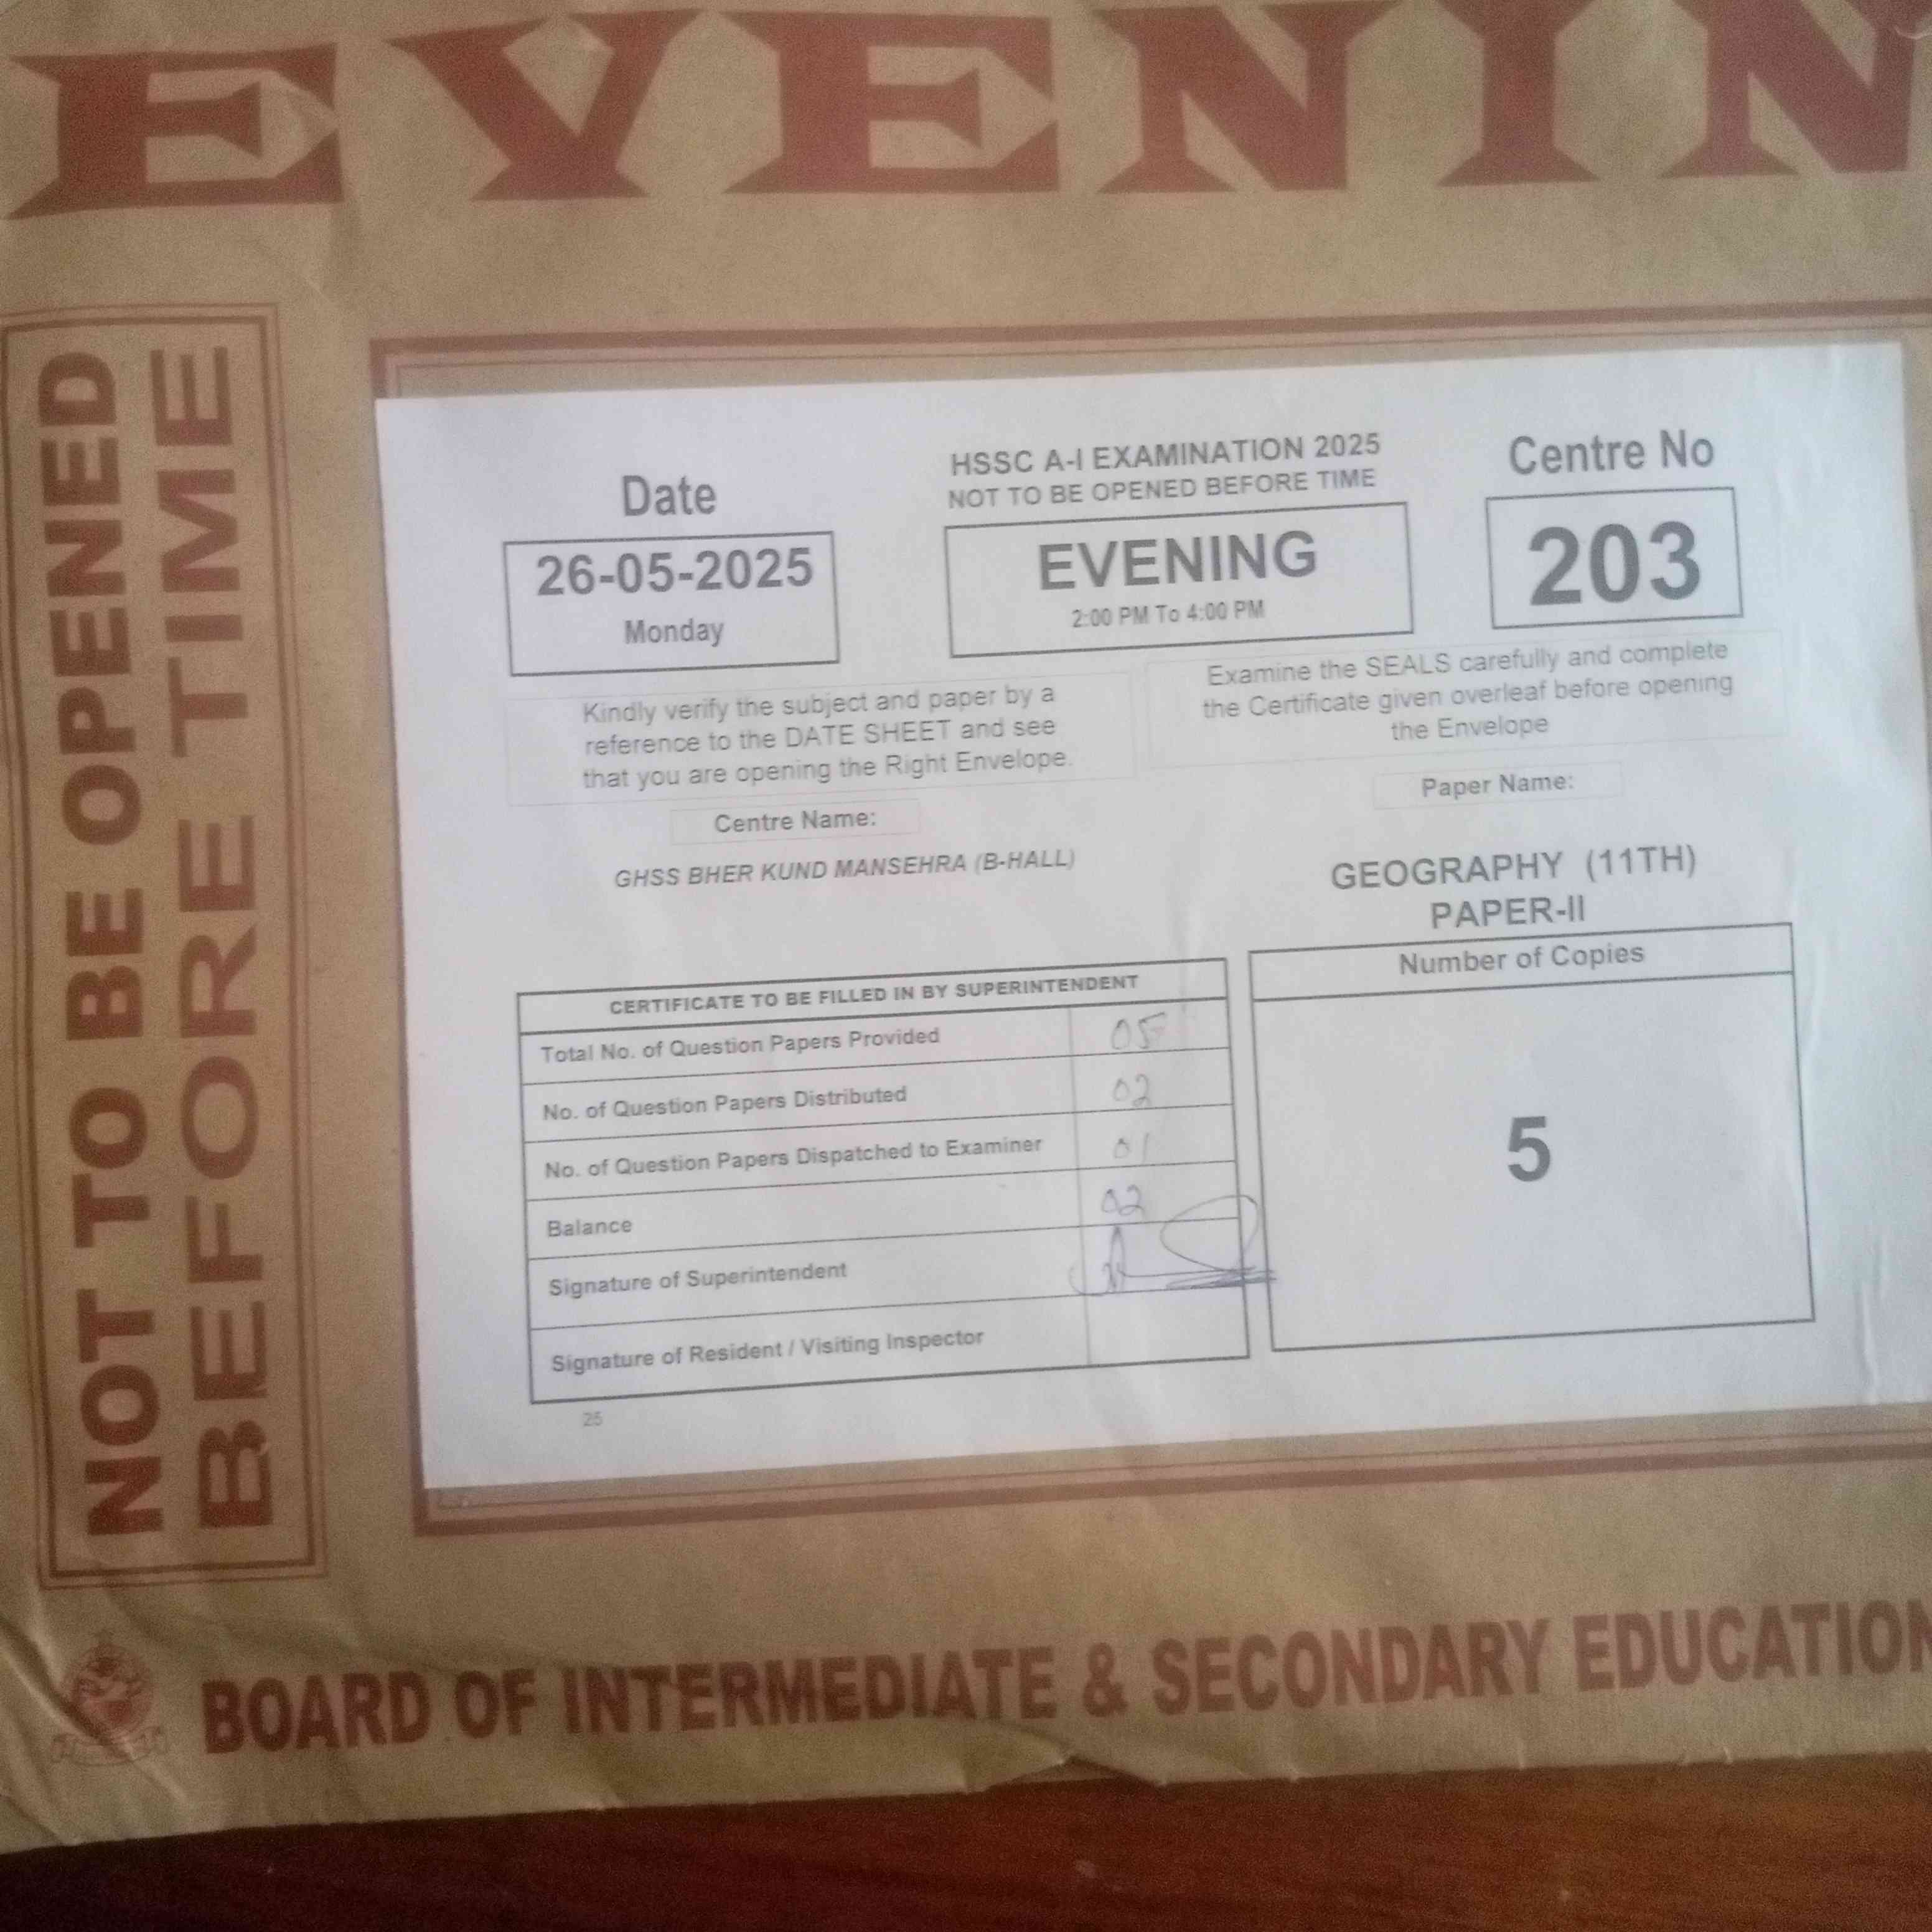 EVENIN
NOT TO BE OPENED
BEFORE TIME
Date
26-05-2025
Monday
HSSC A-I EXAMINATION 2025
NOT TO BE OPENED BEFORE TIME
EVENING
2:00 PM To 4:00 PM
Centre No
203
Kindly verify the subject and paper by a
reference to the DATE SHEET and see
that you are opening the Right Envelope.
Examine the SEALS carefully and complete
the Certificate given overleaf before opening
the Envelope
Centre Name:
GHSS BHER KUND MANSEHRA (B-HALL)
Paper Name:
GEOGRAPHY (11TH)
PAPER-II
CERTIFICATE TO BE FILLED IN BY SUPERINTENDENT
Total No. of Question Papers Provided 05
No. of Question Papers Distributed 02
No. of Question Papers Dispatched to Examiner 01
Balance 02
Signature of Superintendent
Signature of Resident / Visiting Inspector
Number of Copies
5
25
BOARD OF INTERMEDIATE & SECONDARY EDUCATION